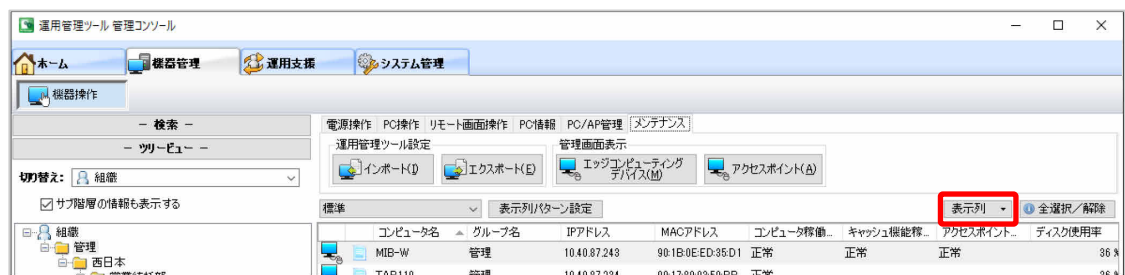 運用管理ツール 管理コンソール
ホーム 機器管理 運用支援 システム管理
機器操作
－ 検索 －
－ ツリービュー －
切り替え: 組織
サブ階層の情報も表示する
組織
管理
西日本
電源操作 PC操作 リモート画面操作 PC情報 PC/AP管理 メンテナンス
運用管理ツール設定 管理画面表示
インポート(I) エクスポート(E) エッジコンピューティングデバイス(M) アクセスポイント(A)
標準 表示列パターン設定 表示列 全選択/解除
コンピュータ名 グループ名 IPアドレス MACアドレス コンピュータ稼働... キャッシュ機能稼... アクセスポイント... ディスク使用率
MIB-W 管理 10.40.87.243 90:1B:0E:ED:35:D1 正常 正常 正常 36 %